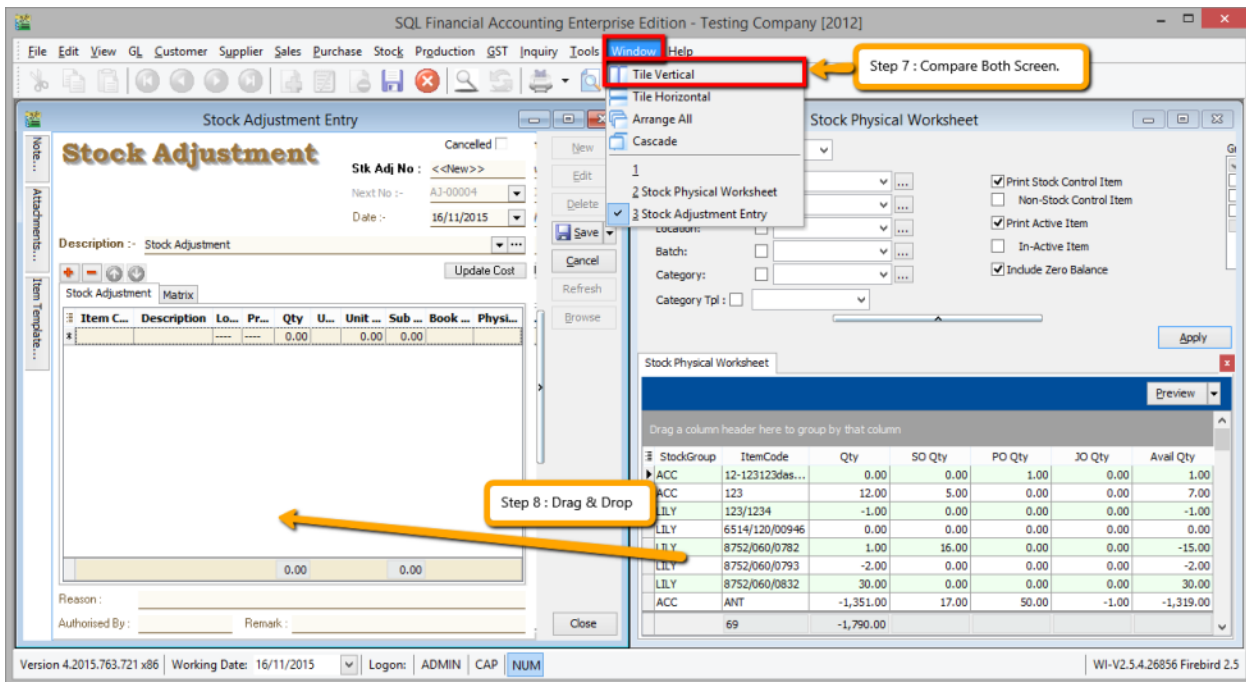 SQL Financial Accounting Enterprise Edition - Testing Company [2012]
File Edit View GL Customer Supplier Sales Purchase Stock Production GST Inquiry Tools Window Help
Step 7 : Compare Both Screen.
Tile Vertical
Tile Horizontal
Arrange All
Cascade
1
2 Stock Physical Worksheet
3 Stock Adjustment Entry
Stock Adjustment Entry
Note...
Attachments...
Item Template...
Stock Adjustment
Cancelled
Stk Adj No : <<New>>
Next No :- AJ-00004
Date :- 16/11/2015
Description :- Stock Adjustment
Update Cost
Stock Adjustment Matrix
Item C... Description Lo... Pr... Qty U... Unit ... Sub ... Book ... Physi...
---- ---- 0.00 0.00 0.00
0.00 0.00
Reason :
Authorised By : Remark :
New
Edit
Delete
Save
Cancel
Refresh
Browse
Close
Stock Physical Worksheet
Location:
Batch:
Category:
Category Tpl :
Print Stock Control Item
Non-Stock Control Item
Print Active Item
In-Active Item
Include Zero Balance
Apply
Stock Physical Worksheet
Preview
Drag a column header here to group by that column
StockGroup ItemCode Qty SO Qty PO Qty JO Qty Avail Qty
ACC 12-123123das... 0.00 0.00 1.00 0.00 1.00
ACC 123 12.00 5.00 0.00 0.00 7.00
LILY 123/1234 -1.00 0.00 0.00 0.00 -1.00
LILY 6514/120/00946 0.00 0.00 0.00 0.00 0.00
LILY 8752/060/0782 1.00 16.00 0.00 0.00 -15.00
LILY 8752/060/0793 -2.00 0.00 0.00 0.00 -2.00
LILY 8752/060/0832 30.00 0.00 0.00 0.00 30.00
ACC ANT -1,351.00 17.00 50.00 -1.00 -1,319.00
69 -1,790.00
Step 8 : Drag & Drop
Version 4.2015.763.721 x86 Working Date: 16/11/2015 Logon: ADMIN CAP NUM WI-V2.5.4.26856 Firebird 2.5